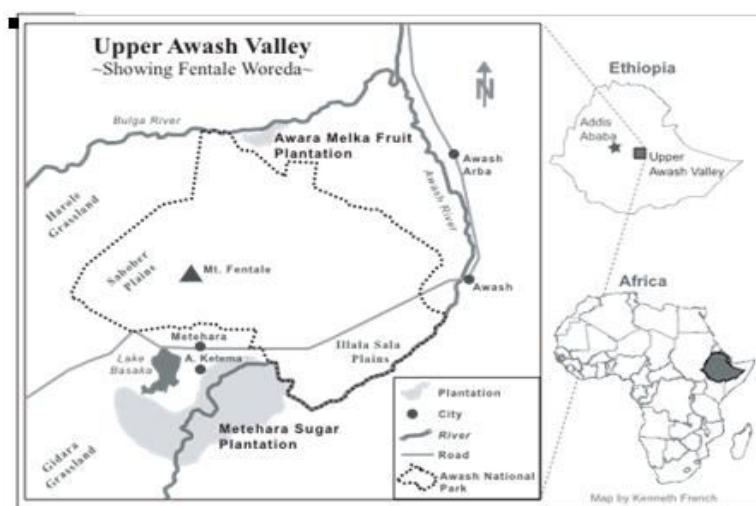 Upper Awash Valley
~Showing Fentale Woreda~
N
Bulga River
Awara Melka Fruit
Plantation
Awash
Arba
Awash River
Harole
Grassland
Sabober
Plains
Mt. Fentale
Awash
Metehara
A. Ketema
Lake
Basaka
Illala Sala
Plains
Metehara Sugar
Plantation
Gidara
Grassland
Plantation
City
River
Road
Awash National
Park
Ethiopia
Addis
Ababa
Upper
Awash Valley
Africa
Map by Kenneth French